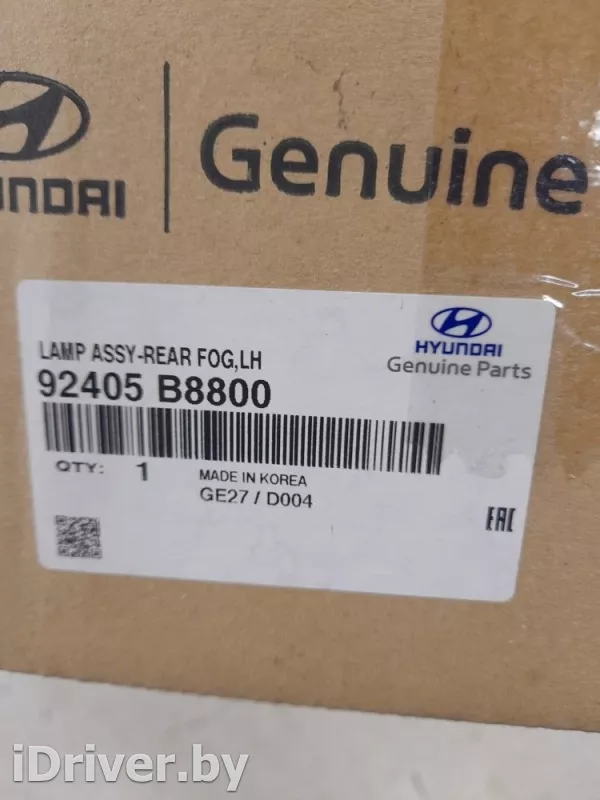 HYUNDAI
Genuine
LAMP ASSY-REAR FOG,LH
92405 B8800
HYUNDAI
Genuine Parts
QTY: 1
MADE IN KOREA
GE27 / D004
EAC
iDriver.by